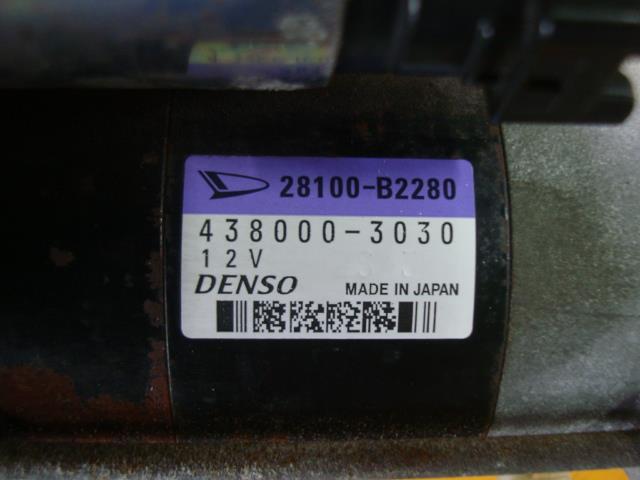 28100-B2280
438000-3030
12V
DENSO MADE IN JAPAN